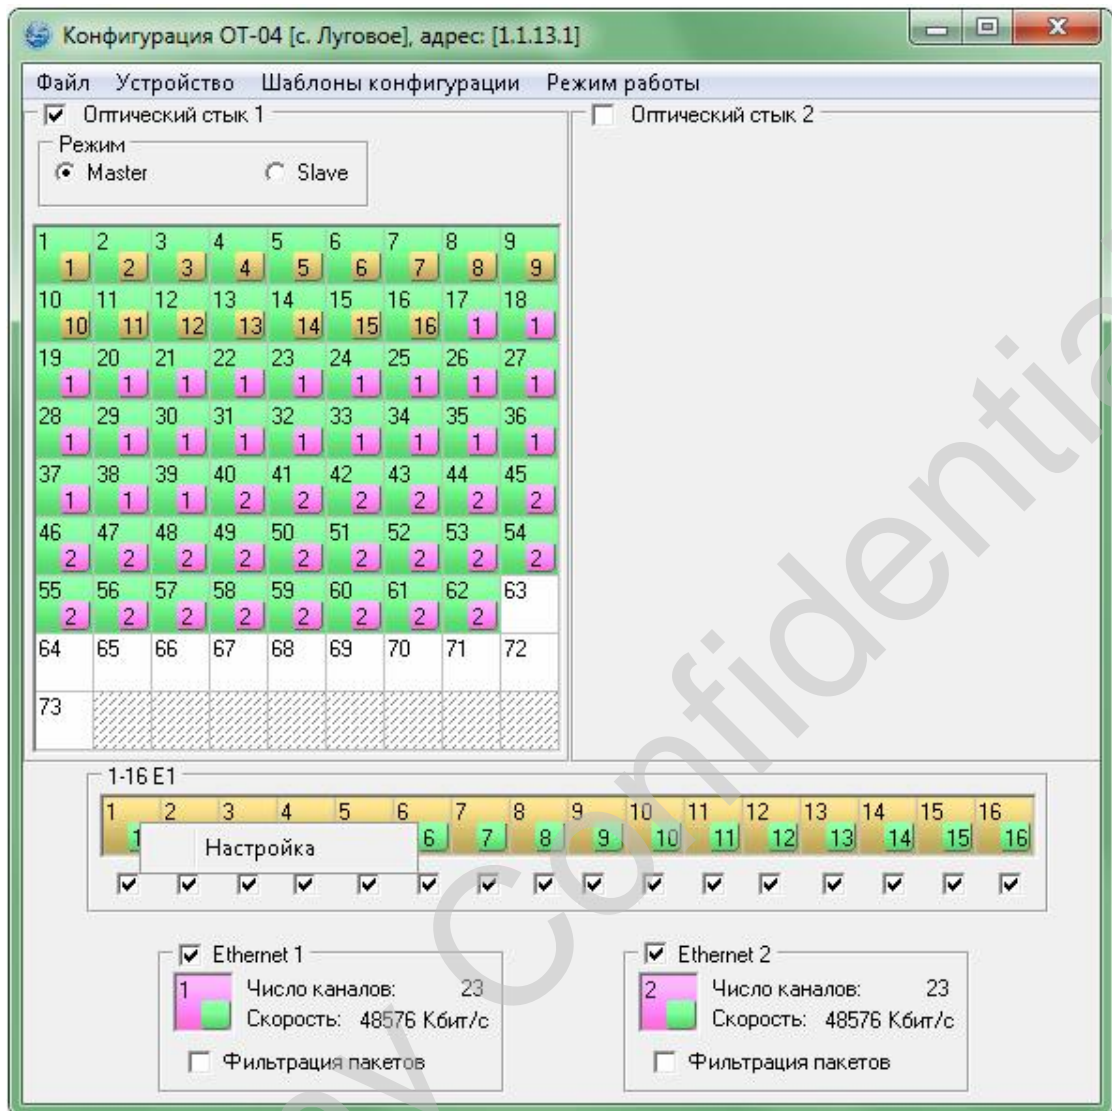 Конфигурация ОТ-04 [с. Луговое], адрес: [1.1.13.1]
Файл Устройство Шаблоны конфигурации Режим работы
Оптический стык 1
Оптический стык 2
Режим
Master Slave
1 2 3 4 5 6 7 8 9
1 2 3 4 5 6 7 8 9
10 11 12 13 14 15 16 17 18
10 11 12 13 14 15 16 1 1
19 20 21 22 23 24 25 26 27
1 1 1 1 1 1 1 1 1
28 29 30 31 32 33 34 35 36
1 1 1 1 1 1 1 1 1
37 38 39 40 41 42 43 44 45
1 1 1 2 2 2 2 2 2
46 47 48 49 50 51 52 53 54
2 2 2 2 2 2 2 2 2
55 56 57 58 59 60 61 62 63
2 2 2 2 2 2 2 2
64 65 66 67 68 69 70 71 72
73
1-16 E1
1 2 3 4 5 6 7 8 9 10 11 12 13 14 15 16
1 6 7 8 9 10 11 12 13 14 15 16
Настройка
Ethernet 1
1 Число каналов: 23
Скорость: 48576 Кбит/с
Фильтрация пакетов
Ethernet 2
2 Число каналов: 23
Скорость: 48576 Кбит/с
Фильтрация пакетов